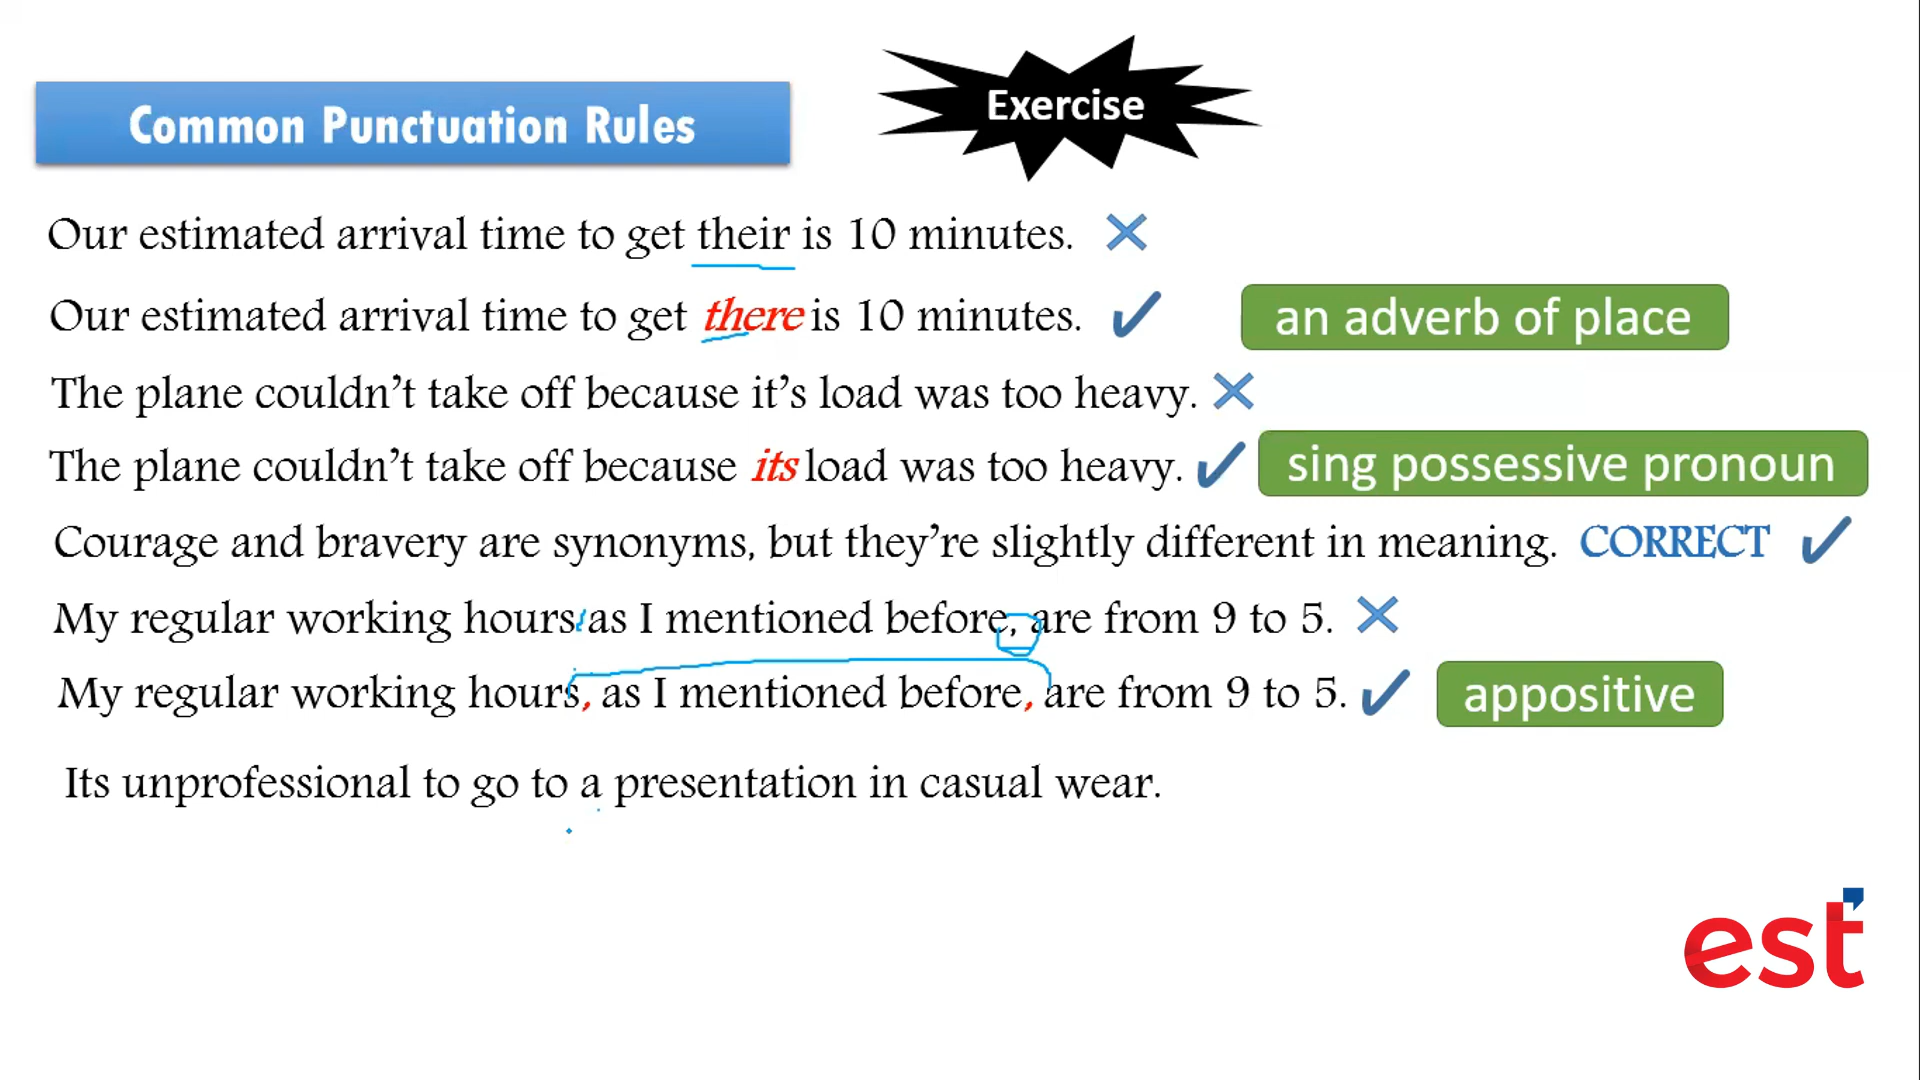 Common Punctuation Rules
Exercise
Our estimated arrival time to get their is 10 minutes.
Our estimated arrival time to get there is 10 minutes.
an adverb of place
The plane couldn't take off because it's load was too heavy.
The plane couldn't take off because its load was too heavy.
sing possessive pronoun
Courage and bravery are synonyms, but they're slightly different in meaning. CORRECT
My regular working hours as I mentioned before, are from 9 to 5.
My regular working hours, as I mentioned before, are from 9 to 5.
appositive
Its unprofessional to go to a presentation in casual wear.
est